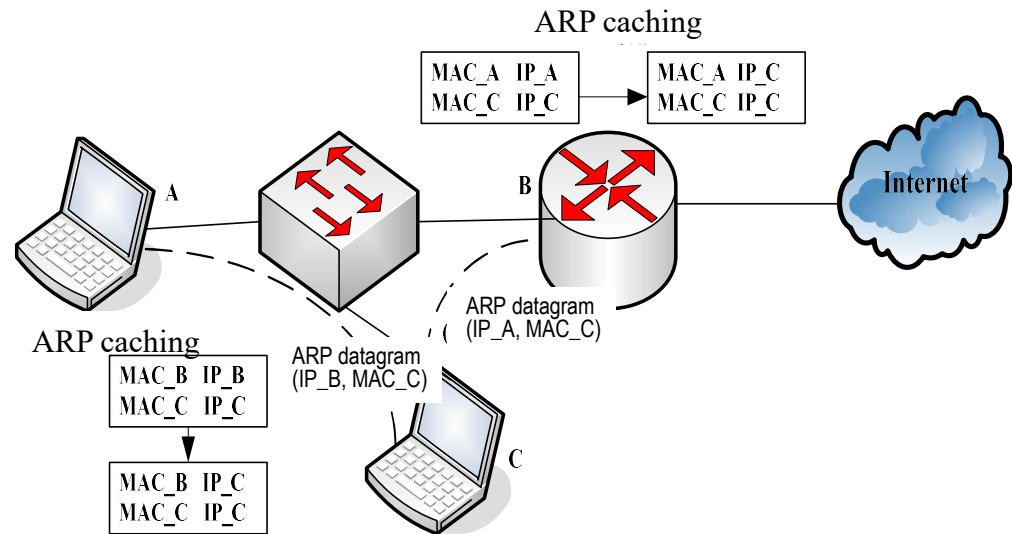 ARP caching
MAC_A IP_A
MAC_C IP_C
MAC_A IP_C
MAC_C IP_C
A
B
Internet
ARP datagram
(IP_A, MAC_C)
ARP caching
ARP datagram
(IP_B, MAC_C)
MAC_B IP_B
MAC_C IP_C
C
MAC_B IP_C
MAC_C IP_C